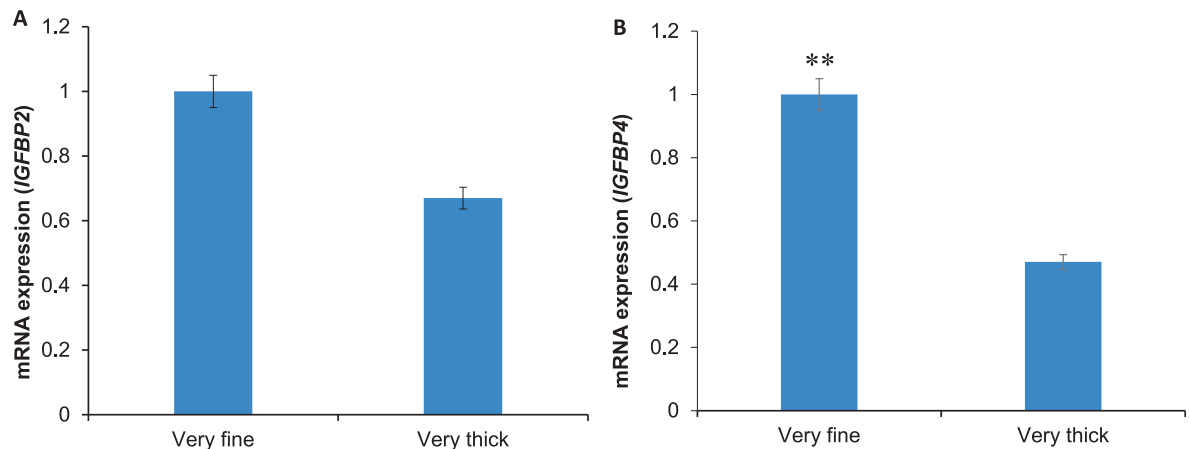 A
mRNA expression (IGFBP2)
1.2
1
0.8
0.6
0.4
0.2
0
Very fine
Very thick
B
mRNA expression (IGFBP4)
1.2
1
0.8
0.6
0.4
0.2
0
**
Very fine
Very thick